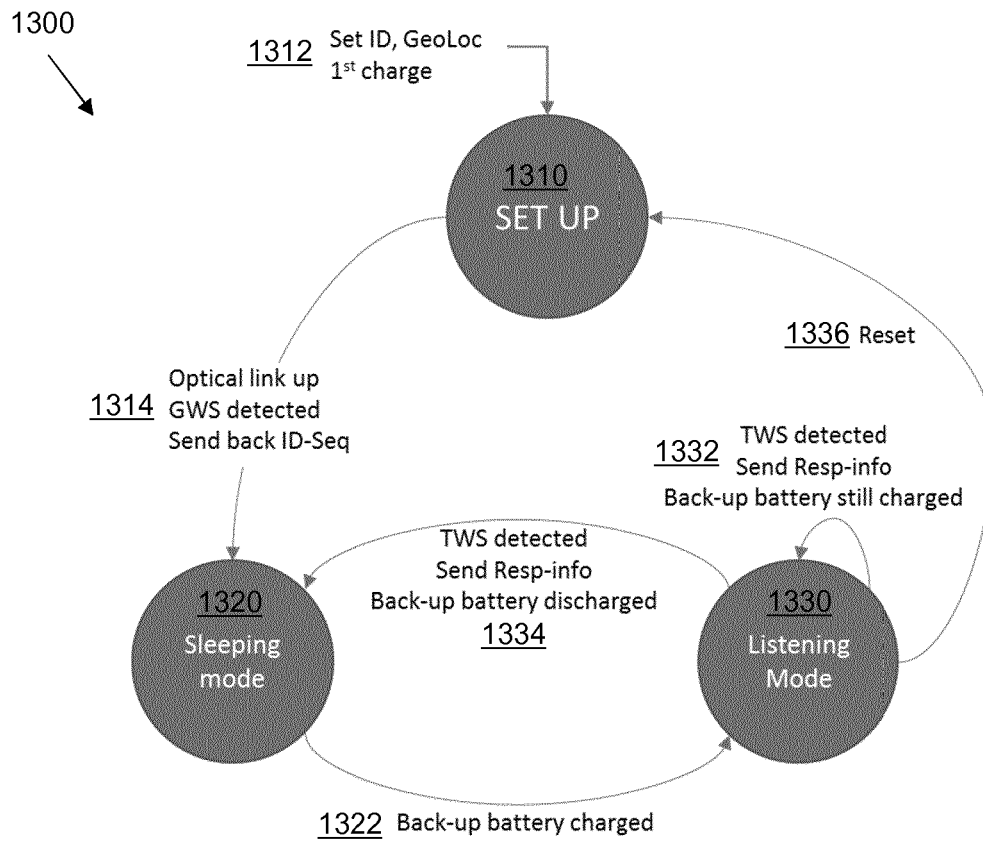 1300
1312 Set ID, GeoLoc
1st charge
1310
SET UP
1336 Reset
Optical link up
1314 GWS detected
Send back ID-Seq
1332 TWS detected
Send Resp-info
Back-up battery still charged
TWS detected
Send Resp-info
Back-up battery discharged
1334
1320
Sleeping
mode
1330
Listening
Mode
1322 Back-up battery charged